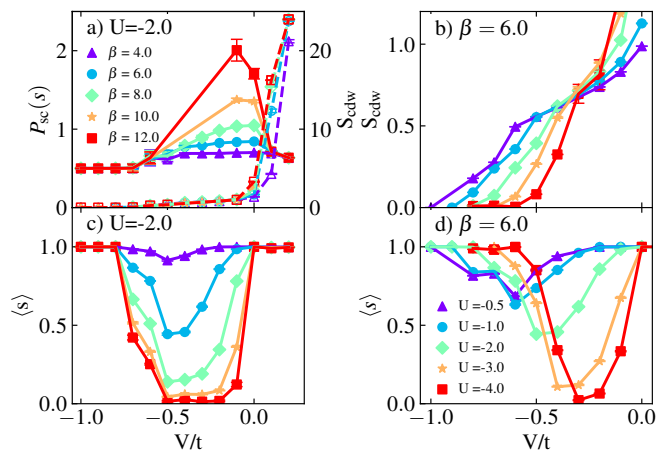 a) U=-2.0
2
1
0
P_sc(s)
β = 4.0
β = 6.0
β = 8.0
β = 10.0
β = 12.0
20
10
0
S_cdw
b) β = 6.0
1.0
0.5
0.0
S_cdw
c) U=-2.0
1.0
0.5
0.0
⟨s⟩
-1.0
-0.5
0.0
V/t
d) β = 6.0
1.0
0.5
0.0
⟨s⟩
U = -0.5
U = -1.0
U = -2.0
U = -3.0
U = -4.0
-1.0
-0.5
0.0
V/t